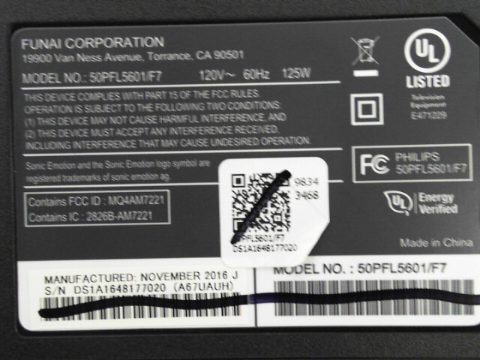 FUNAI CORPORATION
19900 Van Ness Avenue, Torrance, CA 90501
MODEL NO. : 50PFL5601/F7 120V~ 60Hz 125W
THIS DEVICE COMPLIES WITH PART 15 OF THE FCC RULES
OPERATION IS SUBJECT TO THE FOLLOWING TWO CONDITIONS:
(1) THIS DEVICE MAY NOT CAUSE HARMFUL INTERFERENCE, AND
(2) THIS DEVICE MUST ACCEPT ANY INTERFERENCE RECEIVED,
INCLUDING INTERFERENCE THAT MAY CAUSE UNDESIRED OPERATION.
Sonic Emotion and the Sonic Emotion logo symbol are
registered trademarks of sonic emotion ag.
Contains FCC ID : MQ4AM7221
Contains IC : 2826B-AM7221
UL
LISTED
Television
Equipment
E471229
FC PHILIPS
50PFL5601/F7
UL Energy
Verified
Made in China
9834
3468
PFL5601/F7
DS1A1648177020
MANUFACTURED: NOVEMBER 2016 J
S/N DS1A1648177020 (A67UAUH)
MODEL NO. : 50PFL5601/F7